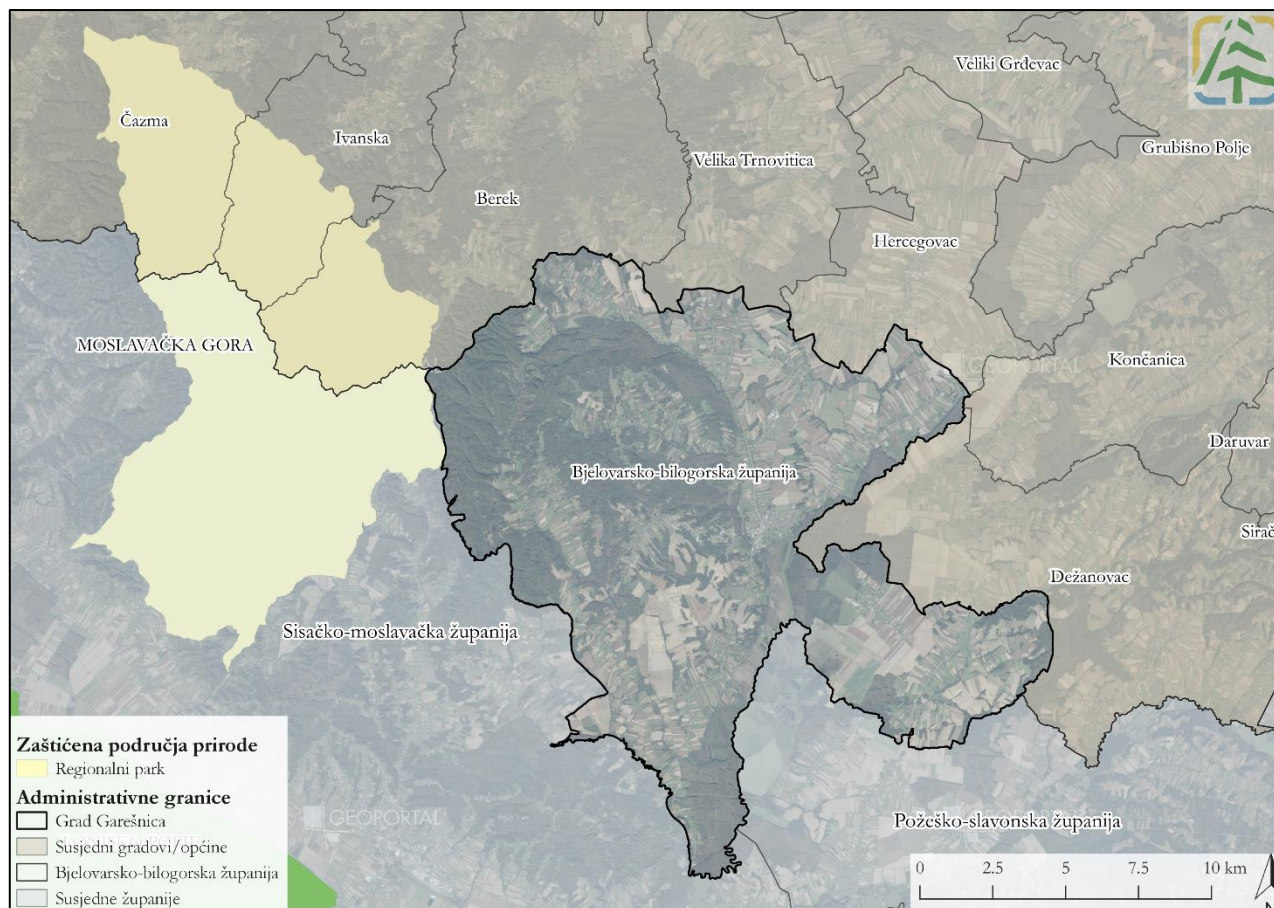 Veliki Grđevac
Čazma
Ivanska
Grubišno Polje
Velika Trnovitica
Berek
Hercegovac
MOSLAVAČKA GORA
GEOPORTAL
GEOPORTAL
Končanica
Daruvar
Bjelovarsko-bilogorska županija
Sirač
Dežanovac
Sisačko-moslavačka županija
Zaštićena područja prirode
Regionalni park
Administrativne granice
Grad Garešnica
Susjedni gradovi/općine
Bjelovarsko-bilogorska županija
Susjedne županije
GEOPORTAL
Požeško-slavonska županija
0 2.5 5 7.5 10 km